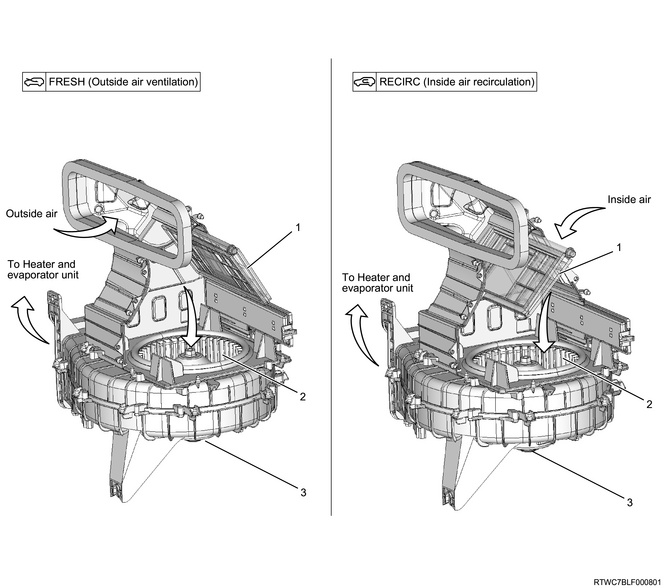 FRESH (Outside air ventilation)
Outside air
1
To Heater and
evaporator unit
2
3
RECIRC (Inside air recirculation)
Inside air
1
To Heater and
evaporator unit
2
3
RTWC7BLF000801